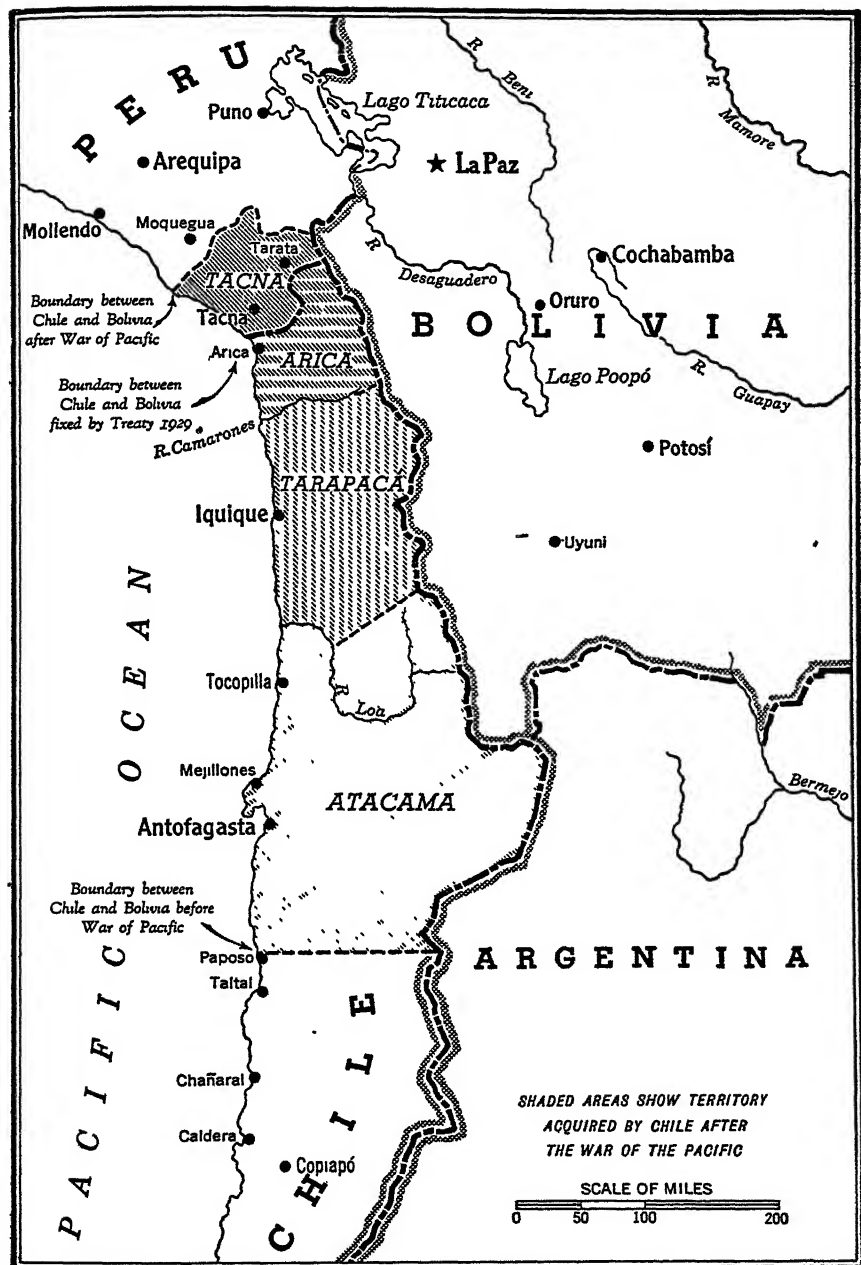 PERU
Puno
Lago Titicaca
R Beni
R Mamore
Arequipa
La Paz
Mollendo
Moquegua
Tarata
TACNA
Tacna
R Desaguadero
Cochabamba
Oruro
BOLIVIA
Boundary between
Chile and Bolivia
after War of Pacific
Arica
ARICA
Lago Poopó
R Guapay
Boundary between
Chile and Bolivia
fixed by Treaty 1929
R. Camarones
Potosí
TARAPACÁ
Iquique
Uyuni
Tocopilla
R Loa
Mejillones
ATACAMA
Antofagasta
Bermejo
Boundary between
Chile and Bolivia before
War of Pacific
Paposo
Taltal
ARGENTINA
PACIFIC OCEAN
Chañaral
Caldera
Copiapó
CHILE
SHADED AREAS SHOW TERRITORY
ACQUIRED BY CHILE AFTER
THE WAR OF THE PACIFIC
SCALE OF MILES
0 50 100 200